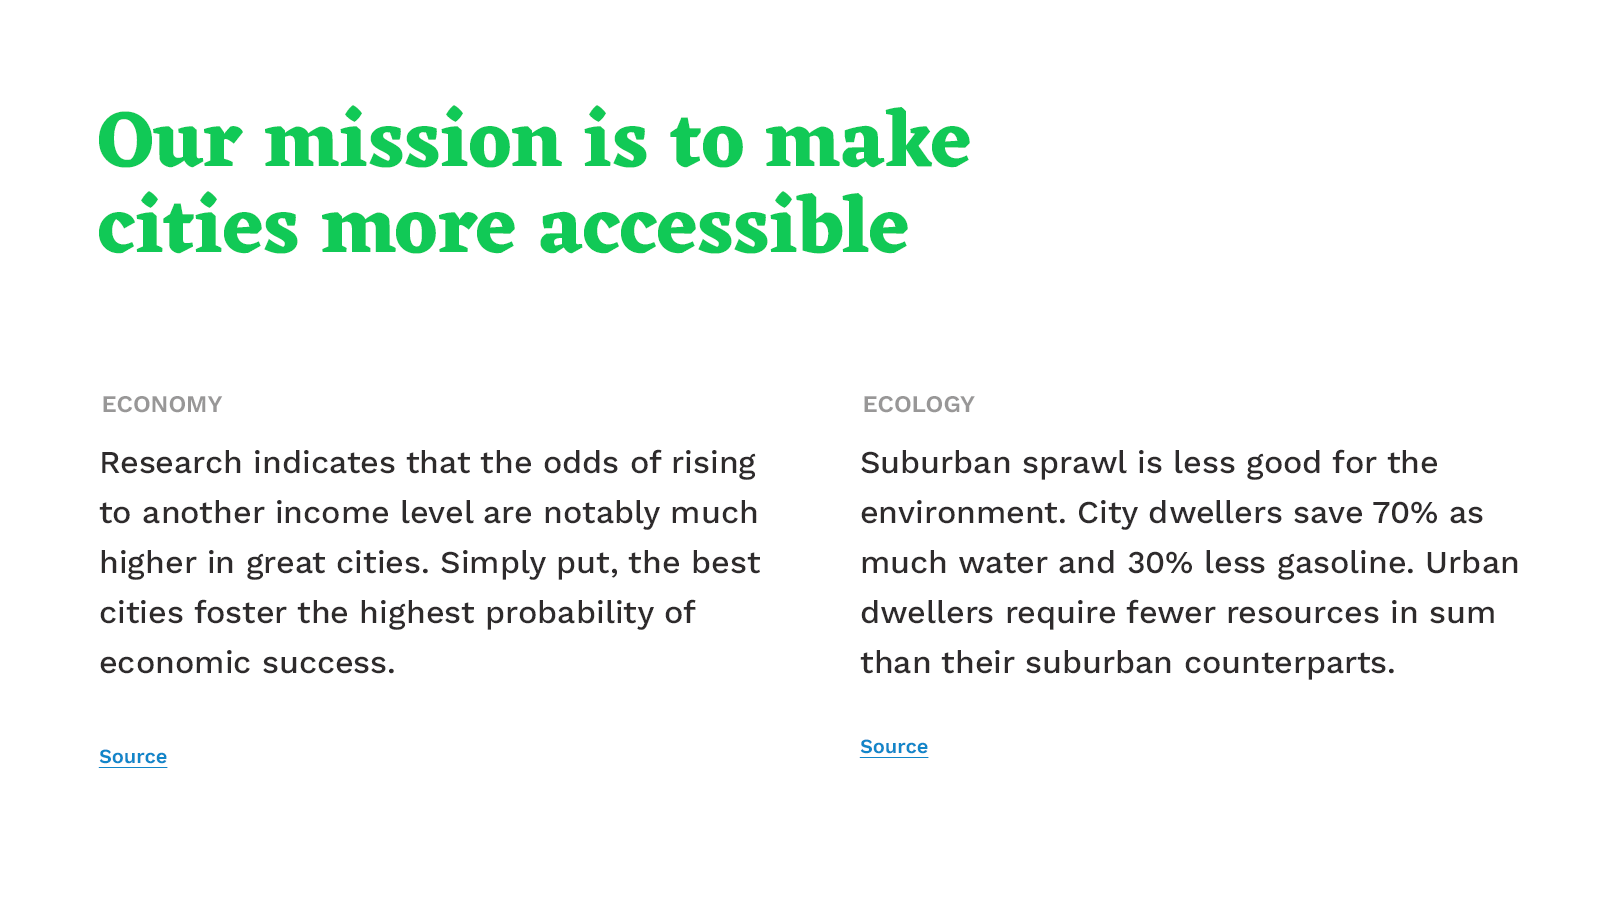 Our mission is to make
cities more accessible
ECONOMY
Research indicates that the odds of rising
to another income level are notably much
higher in great cities. Simply put, the best
cities foster the highest probability of
economic success.
Source
ECOLOGY
Suburban sprawl is less good for the
environment. City dwellers save 70% as
much water and 30% less gasoline. Urban
dwellers require fewer resources in sum
than their suburban counterparts.
Source